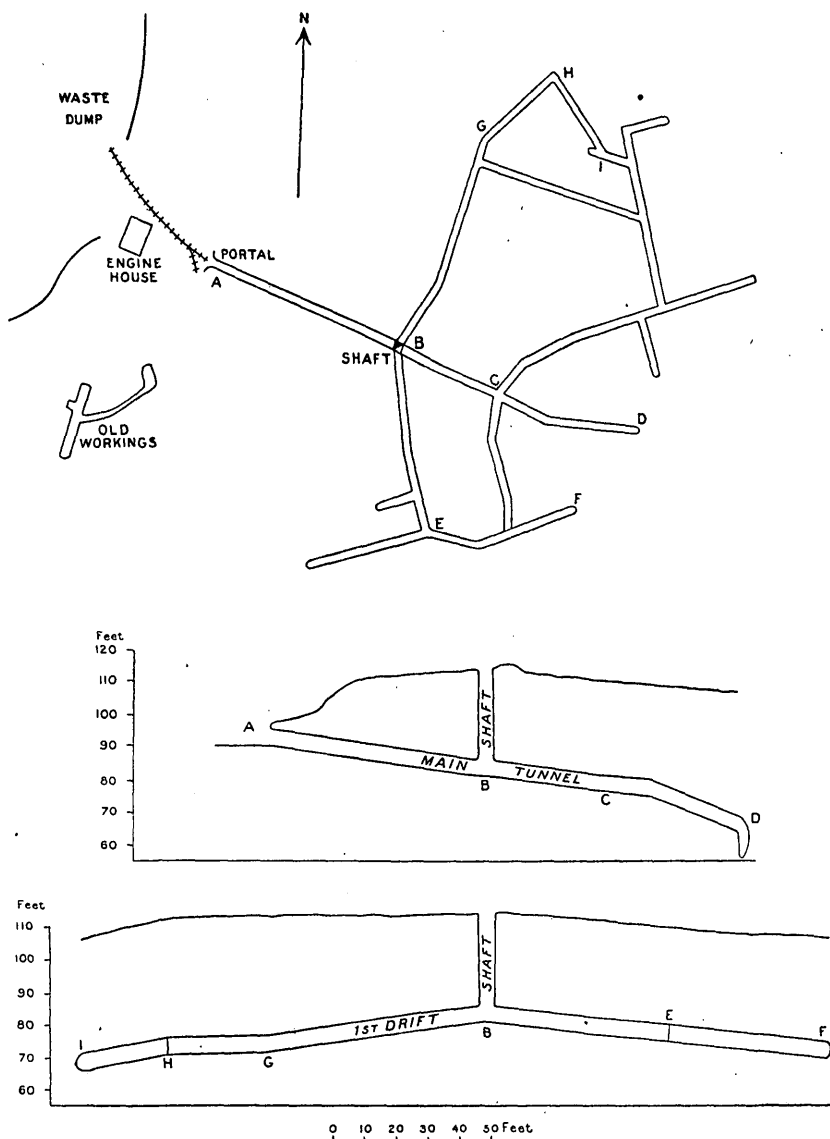 N
WASTE
DUMP
H
G
I
ENGINE
HOUSE
PORTAL
A
SHAFT
B
C
D
OLD
WORKINGS
E
F
Feet
120
110
100
90
80
70
60
A
SHAFT
MAIN TUNNEL
B
C
D
Feet
110
100
90
80
70
60
SHAFT
I
H
G
1ST DRIFT
B
E
F
0 10 20 30 40 50 Feet